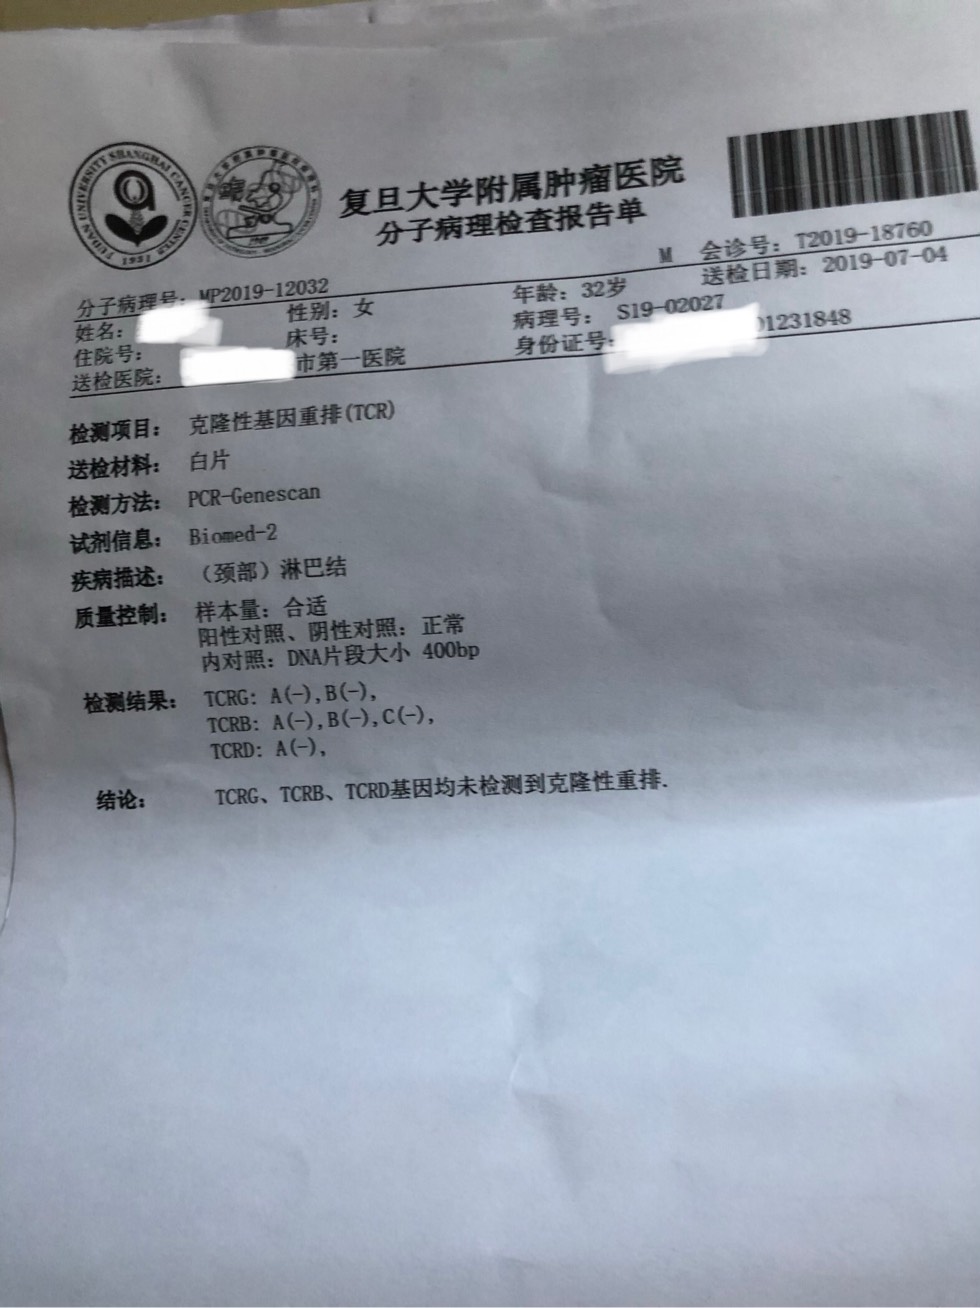 FUDAN UNIVERSITY SHANGHAI CANCER CENTER
1931
复旦大学附属肿瘤医院
分子病理检查报告单
M 会诊号: T2019-18760
分子病理号: MP2019-12032 送检日期: 2019-07-04
姓名: 性别: 女 年龄: 32岁
住院号: 床号: 病理号: S19-02027
送检医院: 市第一医院 身份证号: 01231848
检测项目: 克隆性基因重排(TCR)
送检材料: 白片
检测方法: PCR-Genescan
试剂信息: Biomed-2
疾病描述: (颈部)淋巴结
质量控制: 样本量: 合适
阳性对照、阴性对照: 正常
内对照: DNA片段大小 400bp
检测结果: TCRG: A(-),B(-),
TCRB: A(-),B(-),C(-),
TCRD: A(-),
结论: TCRG、TCRB、TCRD基因均未检测到克隆性重排.